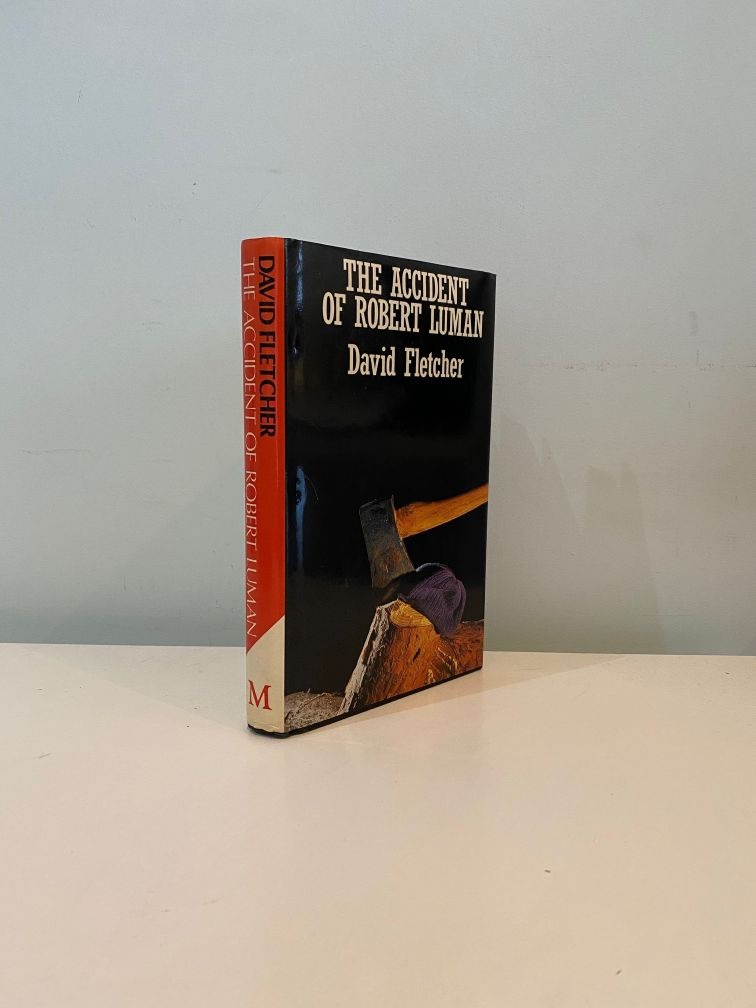 DAVID FLETCHER
THE ACCIDENT OF ROBERT LUMAN
M
THE ACCIDENT
OF ROBERT LUMAN
David Fletcher